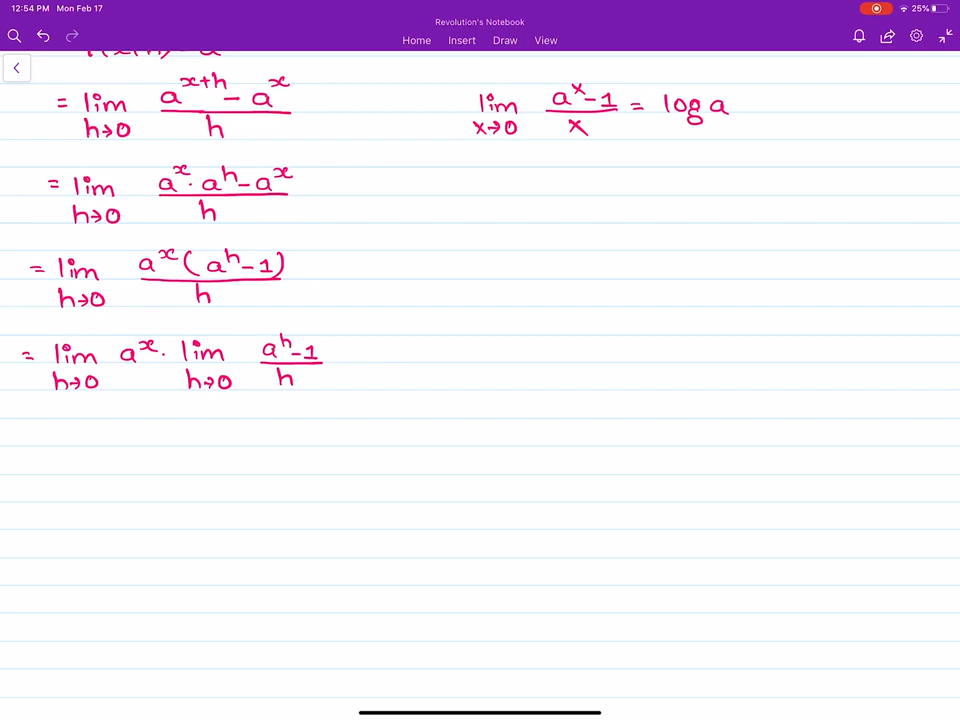 12:54 PM Mon Feb 17
25%
Revolution's Notebook
Home Insert Draw View
= lim h→0 (a^(x+h) - a^x) / h
lim x→0 (a^x - 1) / x = log a
= lim h→0 (a^x · a^h - a^x) / h
= lim h→0 a^x (a^h - 1) / h
= lim h→0 a^x · lim h→0 (a^h - 1) / h